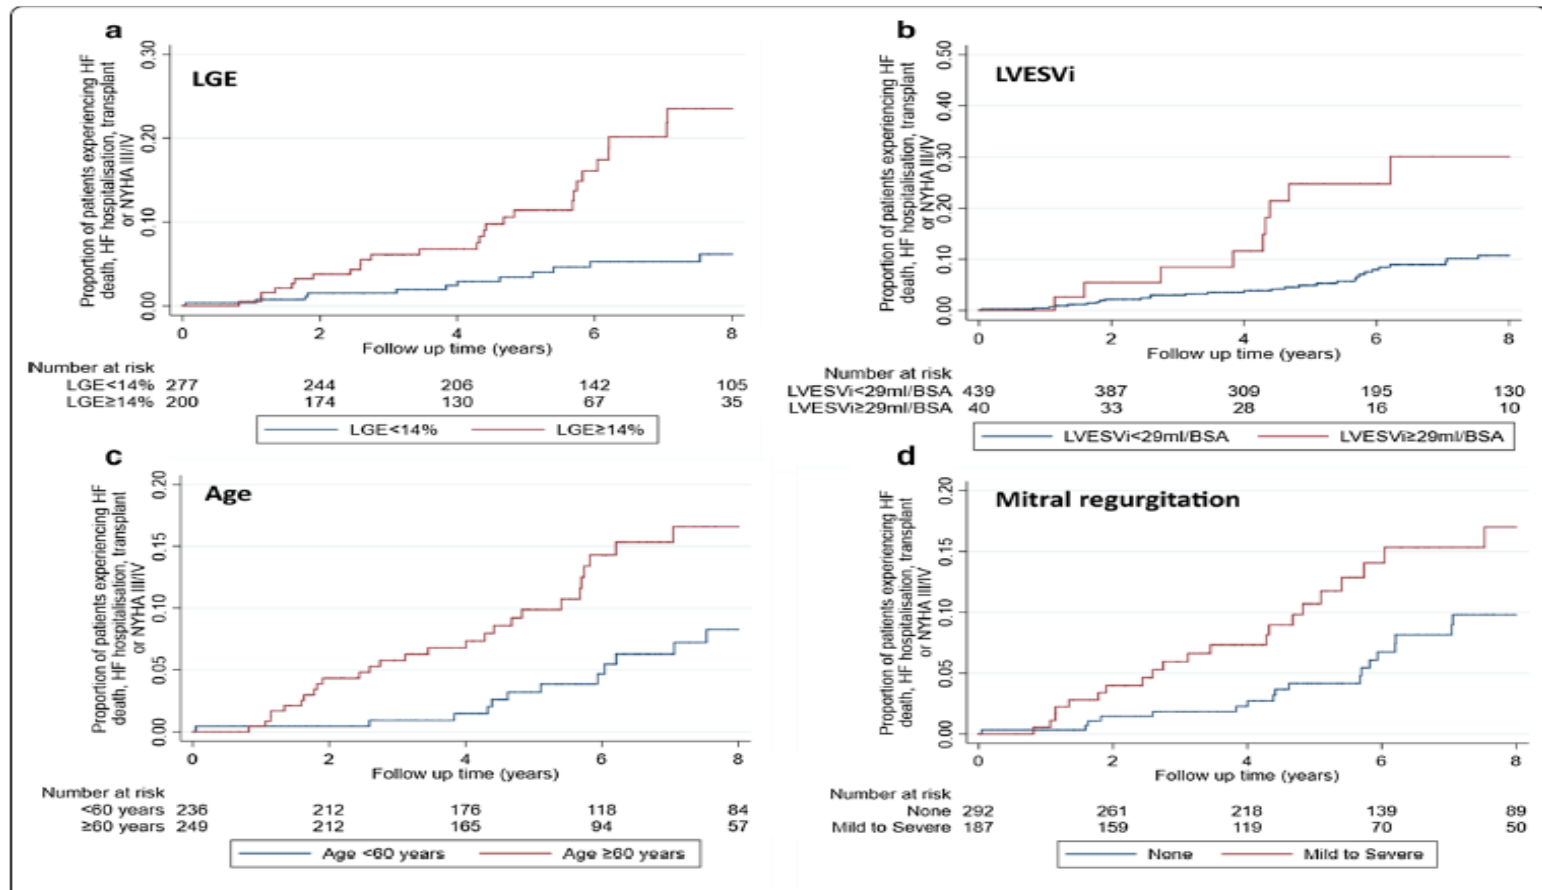 a
LGE
Proportion of patients experiencing HF
death, HF hospitalisation, transplant
or NYHA III/IV
0.30
0.20
0.10
0.00
0 2 4 6 8
Follow up time (years)
Number at risk
LGE<14% 277 244 206 142 105
LGE≥14% 200 174 130 67 35
LGE<14% LGE≥14%
b
LVESVi
Proportion of patients experiencing HF
death, HF hospitalisation, transplant
or NYHA III/IV
0.50
0.40
0.30
0.20
0.10
0.00
0 2 4 6 8
Follow up time (years)
Number at risk
LVESVi<29ml/BSA 439 387 309 195 130
LVESVi≥29ml/BSA 40 33 28 16 10
LVESVi<29ml/BSA LVESVi≥29ml/BSA
c
Age
Proportion of patients experiencing HF
death, HF hospitalisation, transplant
or NYHA III/IV
0.20
0.15
0.10
0.05
0.00
0 2 4 6 8
Follow up time (years)
Number at risk
<60 years 236 212 176 118 84
≥60 years 249 212 165 94 57
Age <60 years Age ≥60 years
d
Mitral regurgitation
Proportion of patients experiencing HF
death, HF hospitalisation, transplant
or NYHA III/IV
0.20
0.15
0.10
0.05
0.00
0 2 4 6 8
Follow up time (years)
Number at risk
None 292 261 218 139 89
Mild to Severe 187 159 119 70 50
None Mild to Severe